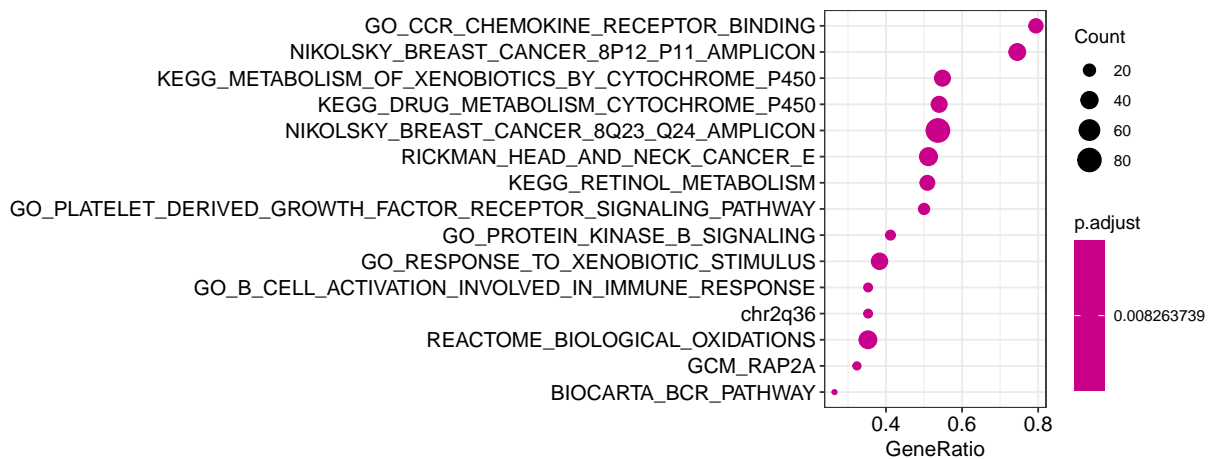 GO_CCR_CHEMOKINE_RECEPTOR_BINDING
NIKOLSKY_BREAST_CANCER_8P12_P11_AMPLICON
KEGG_METABOLISM_OF_XENOBIOTICS_BY_CYTOCHROME_P450
KEGG_DRUG_METABOLISM_CYTOCHROME_P450
NIKOLSKY_BREAST_CANCER_8Q23_Q24_AMPLICON
RICKMAN_HEAD_AND_NECK_CANCER_E
KEGG_RETINOL_METABOLISM
GO_PLATELET_DERIVED_GROWTH_FACTOR_RECEPTOR_SIGNALING_PATHWAY
GO_PROTEIN_KINASE_B_SIGNALING
GO_RESPONSE_TO_XENOBIOTIC_STIMULUS
GO_B_CELL_ACTIVATION_INVOLVED_IN_IMMUNE_RESPONSE
chr2q36
REACTOME_BIOLOGICAL_OXIDATIONS
GCM_RAP2A
BIOCARTA_BCR_PATHWAY
0.4 0.6 0.8
GeneRatio
Count
20
40
60
80
p.adjust
0.008263739